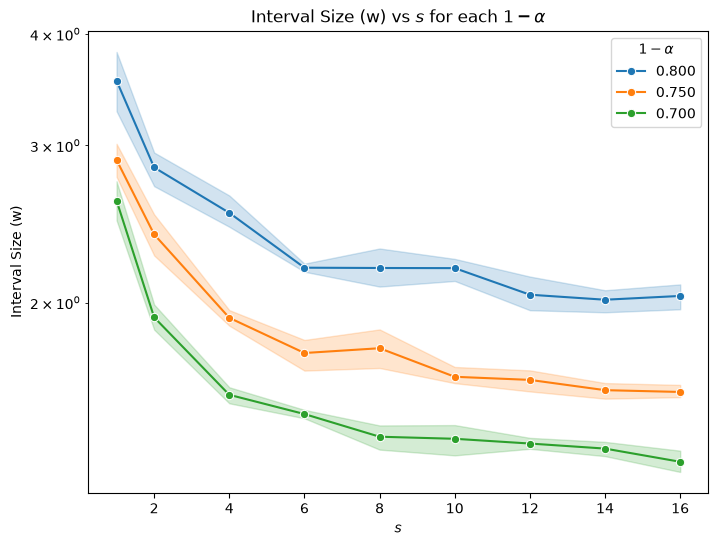 Interval Size (w) vs s for each 1 − α
4 × 10⁰
3 × 10⁰
2 × 10⁰
Interval Size (w)
1 − α
0.800
0.750
0.700
2 4 6 8 10 12 14 16
s